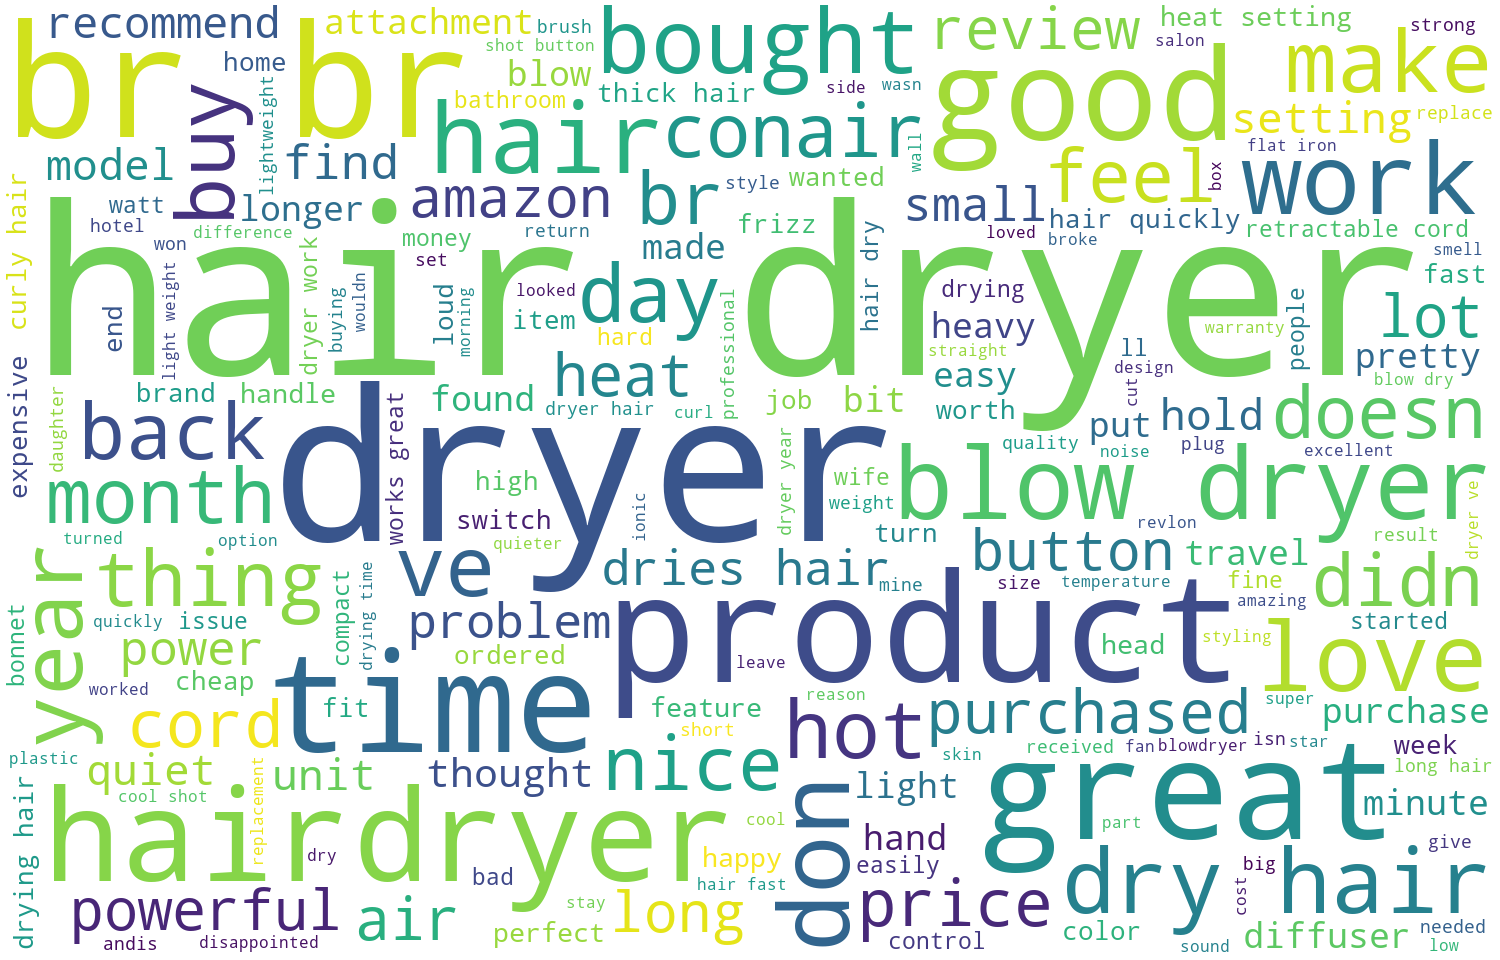 recommend
attachment
brush
shot button
bought
review
heat setting
salon
strong
make
br br
home
blow
bathroom
thick hair
side
wasn
good
setting
replace
buy
lightweight
hair
conair
wall
flat iron
model
find
feel
box
work
curly hair
watt
longer
amazon
br
style
wanted
small
hair quickly
retractable cord
hotel
difference
money
return
frizz
loved
broke
smell
won
dryer work
set
made
hair dry
fast
hair dryer
light weight
buying
wouldn
loud
morning
looked
item
day
professional
drying
heavy
people
lot
end
hard
straight
ll
warranty
pretty
expensive
brand
handle
found
heat
dryer hair
curl
job
bit
easy
worth
design
cut
blow dry
daughter
back
works great
dryer
quality
put
noise
hold
plug
doesn
excellent
month
high
switch
quieter
ionic
dryer year
wife
weight
turn
blow dryer
revlon
result
dryer ve
turned
option
year
thing
ve
dries hair
mine
button
size
temperature
travel
fine
amazing
didn
bonnet
quickly
issue
compact
drying time
problem
product
head
styling
started
power
cheap
worked
ordered
leave
love
cord
time
fit
feature
short
reason
hot
purchased
super
purchase
plastic
quiet
cool shot
unit
thought
nice
skin
received
fan
blowdryer
isn
star
week
long hair
drying hair
hairdryer
replacement
dry
cool
don
light
great
part
minute
happy
hand
easily
give
bad
hair fast
dry hair
big
cost
powerful
andis
disappointed
air
stay
perfect
long
price
control
color
sound
diffuser
needed
low